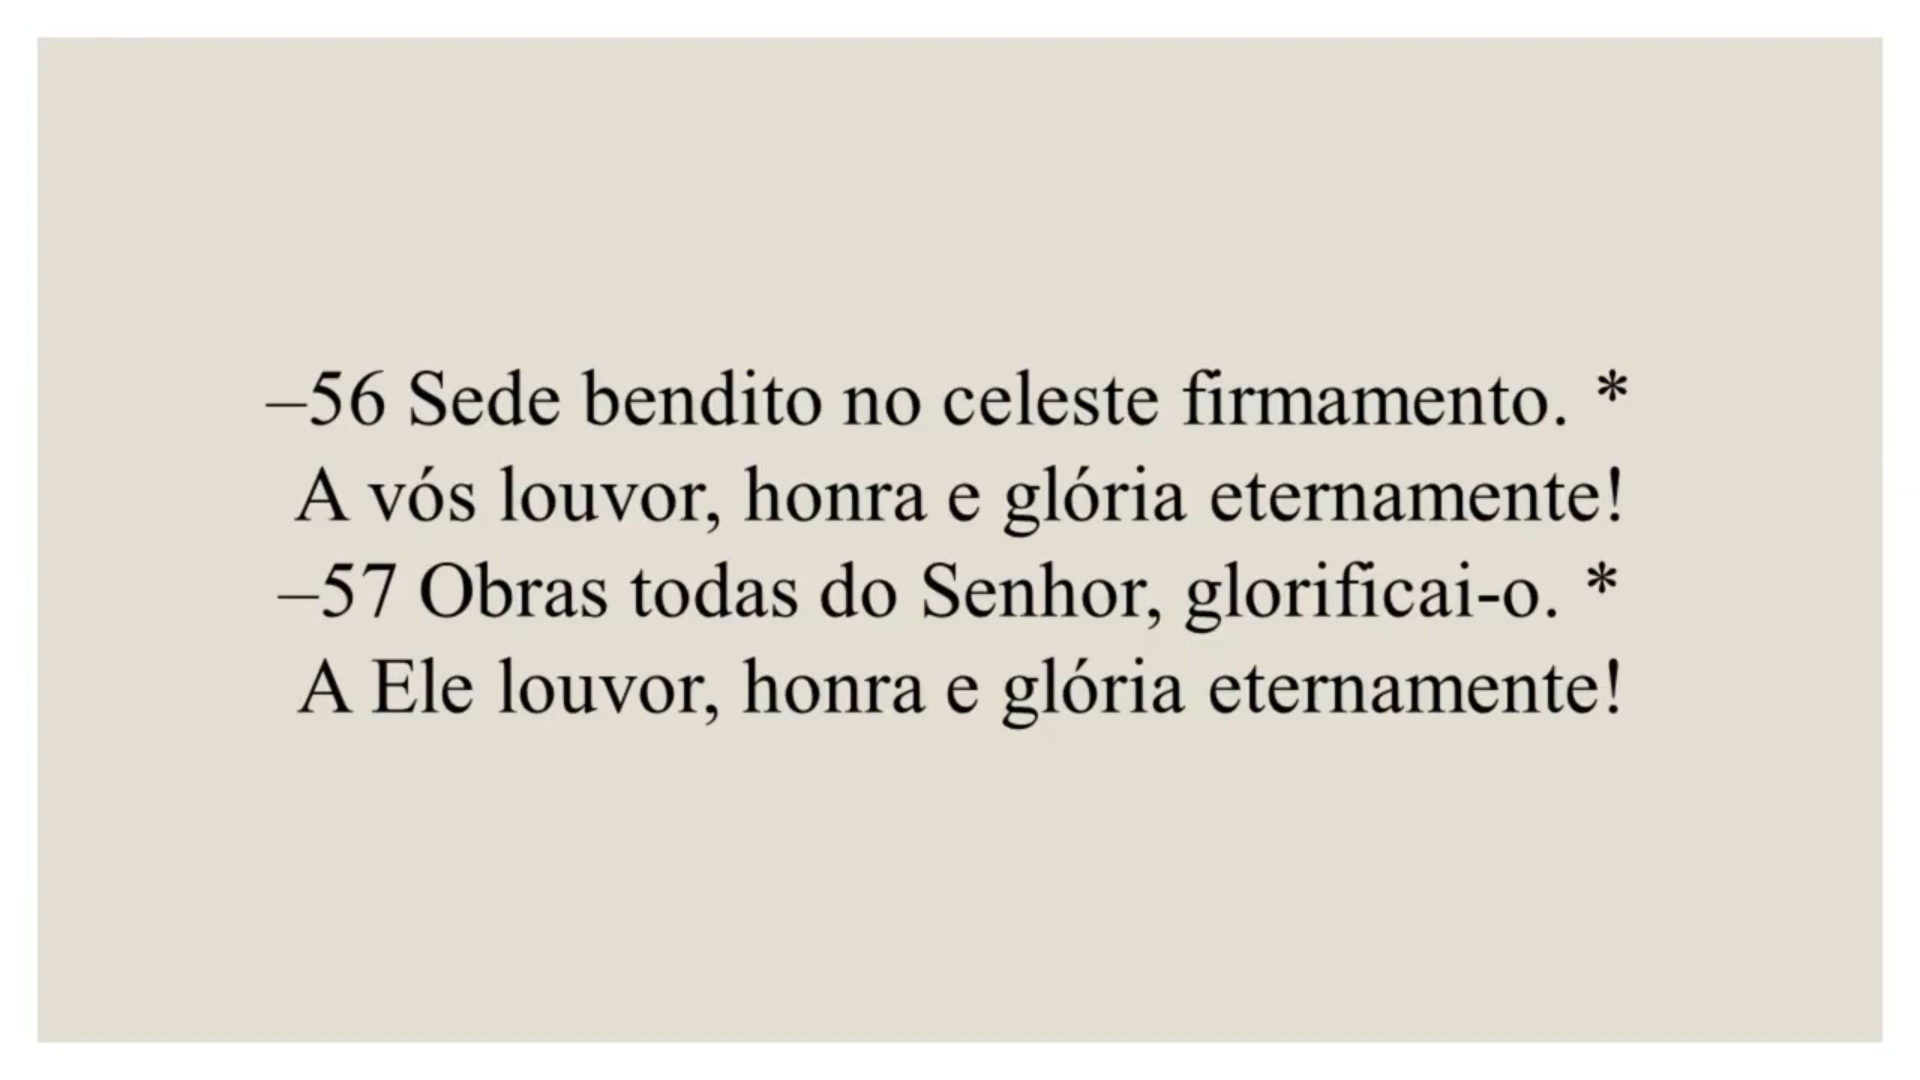 –56 Sede bendito no celeste firmamento. *
A vós louvor, honra e glória eternamente!
–57 Obras todas do Senhor, glorificai-o. *
A Ele louvor, honra e glória eternamente!